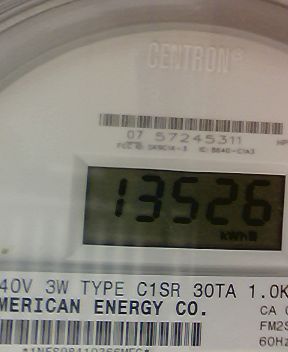 CENTRON®
07 57245311
13526
kWh
40V 3W TYPE C1SR 30TA 1.0K
MERICAN ENERGY CO.
CA
FM2S
60Hz